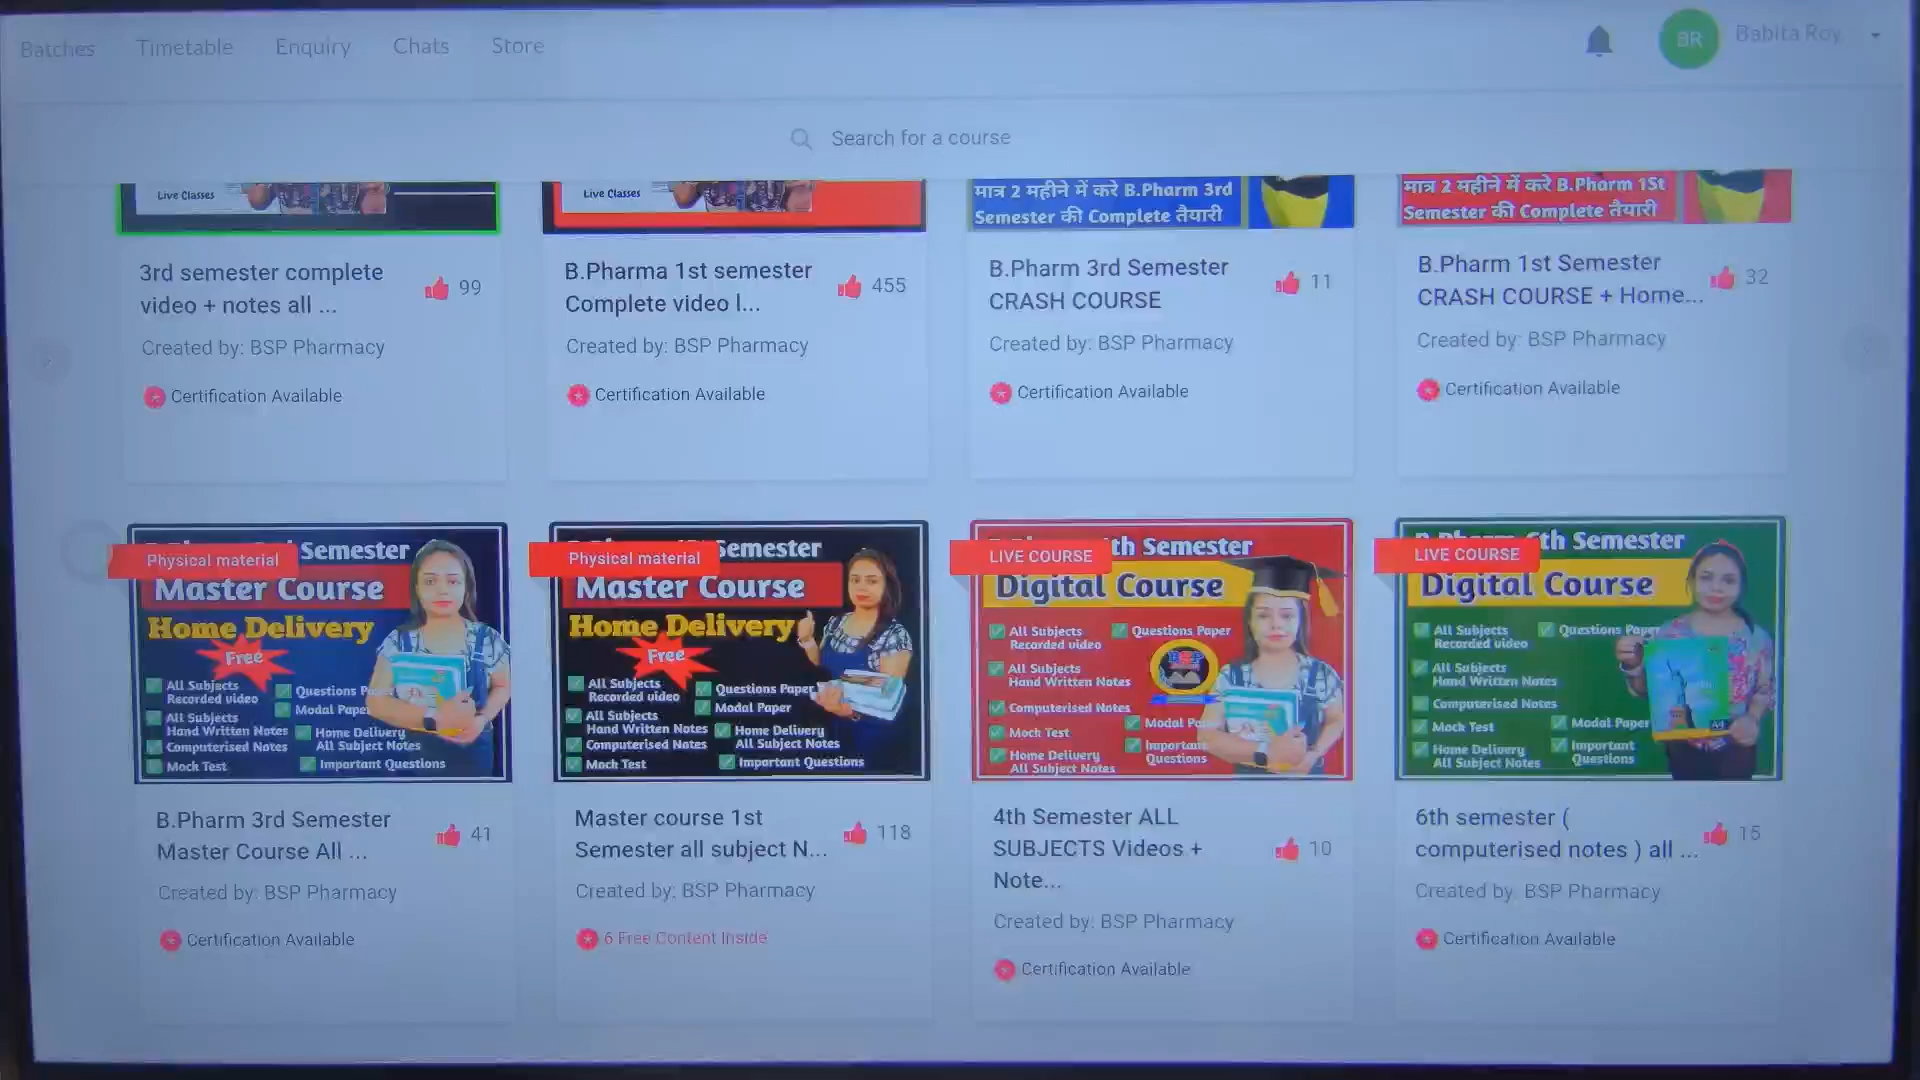 Batches Timetable Enquiry Chats Store
BR Babita Roy
Search for a course
Live Classes
Live Classes
मात्र 2 महीने में करे B.Pharm 3rd
Semester की Complete तैयारी
मात्र 2 महीने में करे B.Pharm 1St
Semester की Complete तैयारी
3rd semester complete
video + notes all ...
99
Created by: BSP Pharmacy
Certification Available
B.Pharma 1st semester
Complete video l...
455
Created by: BSP Pharmacy
Certification Available
B.Pharm 3rd Semester
CRASH COURSE
11
Created by: BSP Pharmacy
Certification Available
B.Pharm 1st Semester
CRASH COURSE + Home...
32
Created by: BSP Pharmacy
Certification Available
Physical material
Semester
Master Course
Home Delivery
Free
All Subjects
Recorded video
All Subjects
Hand Written Notes
Computerised Notes
Mock Test
Questions
Modal Paper
Home Delivery
All Subject Notes
Important Questions
B.Pharm 3rd Semester
Master Course All ...
41
Created by: BSP Pharmacy
Certification Available
Physical material
Semester
Master Course
Home Delivery
Free
All Subjects
Recorded video
All Subjects
Hand Written Notes
Computerised Notes
Mock Test
Questions Paper
Modal Paper
Home Delivery
All Subject Notes
Important Questions
Master course 1st
Semester all subject N...
118
Created by: BSP Pharmacy
6 Free Content Inside
LIVE COURSE
th Semester
Digital Course
All Subjects
Recorded video
All Subjects
Hand Written Notes
Computerised Notes
Mock Test
Home Delivery
All Subject Notes
Questions Paper
BSP
Modal
Important
Questions
4th Semester ALL
SUBJECTS Videos +
Note...
10
Created by: BSP Pharmacy
Certification Available
LIVE COURSE
6th Semester
Digital Course
All Subjects
Recorded video
All Subjects
Hand Written Notes
Computerised Notes
Mock Test
Home Delivery
All Subject Notes
Questions Paper
Modal Paper
Important
Questions
A4
6th semester (
computerised notes ) all ...
15
Created by: BSP Pharmacy
Certification Available